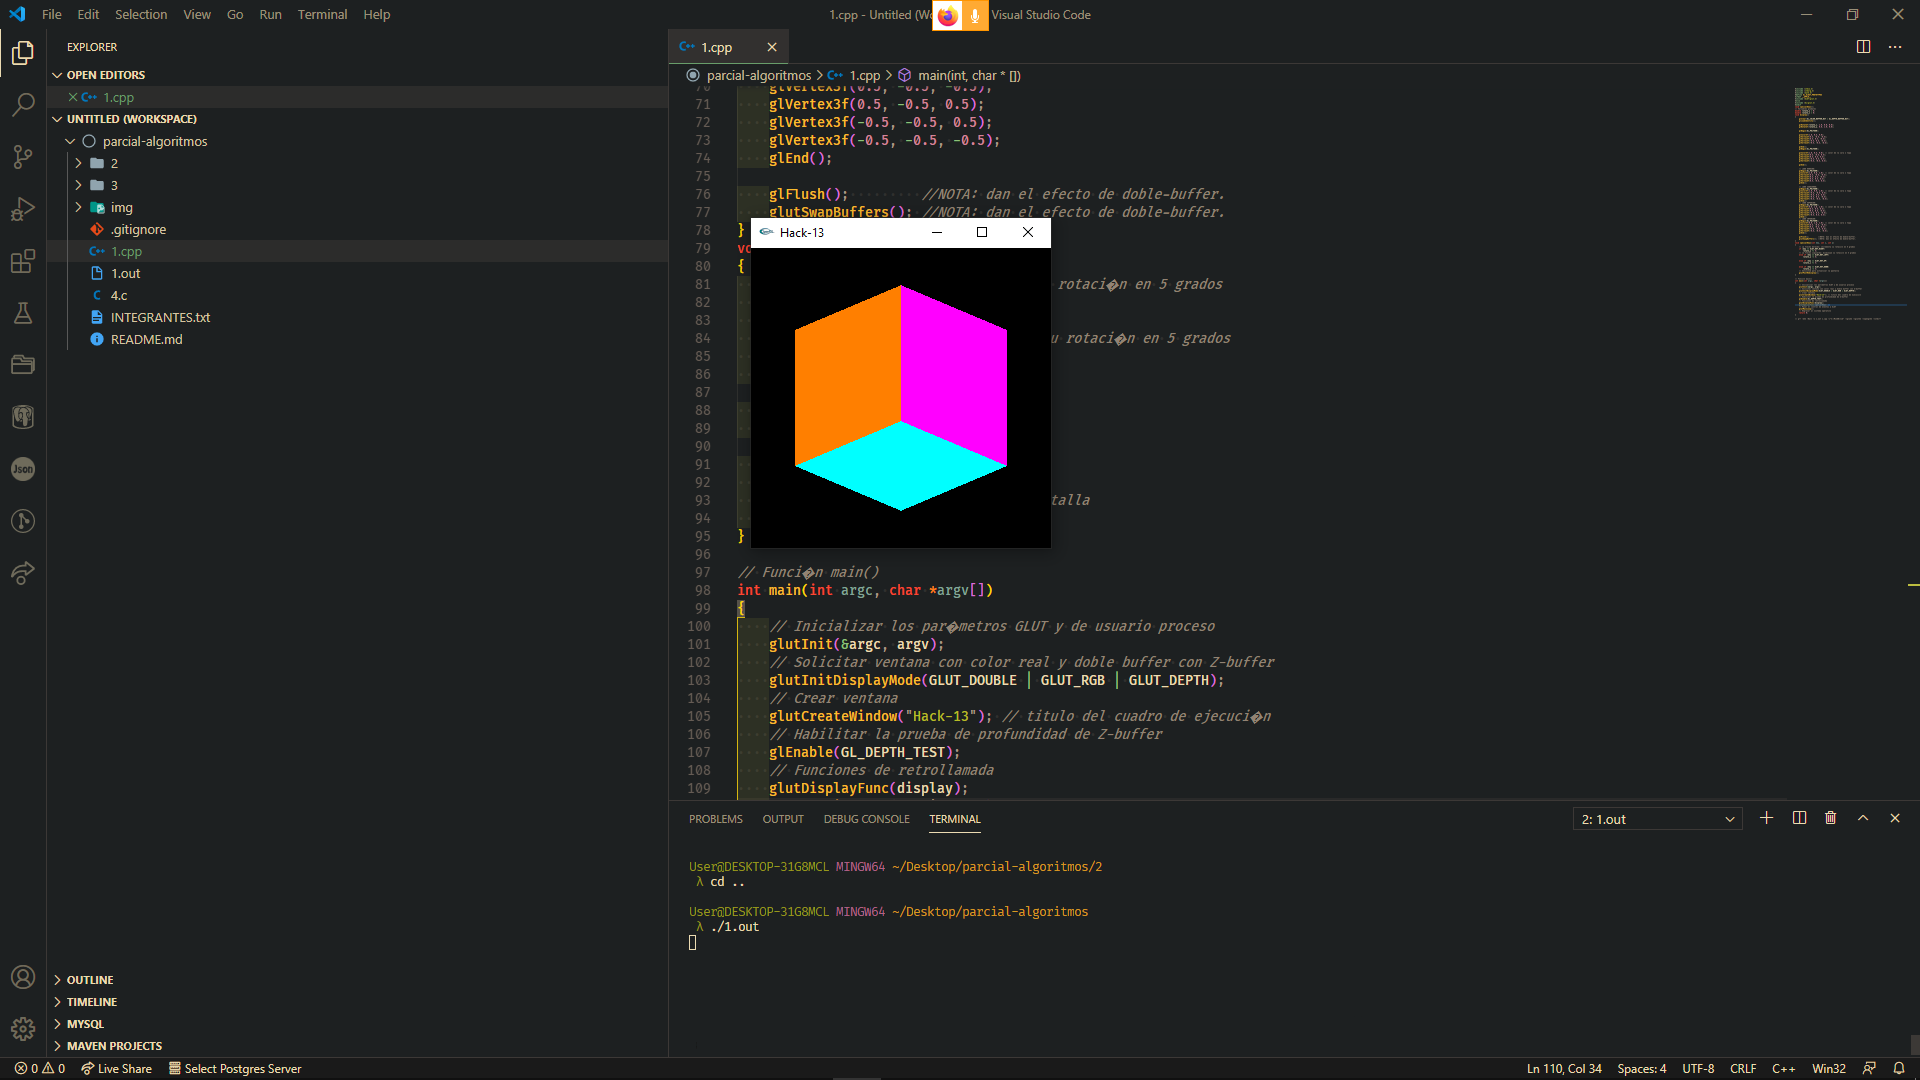 File Edit Selection View Go Run Terminal Help
1.cpp - Untitled (Wo Visual Studio Code
EXPLORER
OPEN EDITORS
1.cpp
UNTITLED (WORKSPACE)
parcial-algoritmos
2
3
img
.gitignore
1.cpp
1.out
4.c
INTEGRANTES.txt
README.md
OUTLINE
TIMELINE
MYSQL
MAVEN PROJECTS
Json
1.cpp
parcial-algoritmos > 1.cpp > main(int, char * [])
70 glVertex3f(0.5, -0.5, -0.5);
71 glVertex3f(0.5, -0.5, 0.5);
72 glVertex3f(-0.5, -0.5, 0.5);
73 glVertex3f(-0.5, -0.5, -0.5);
74 glEnd();
75
76 glFlush(); //NOTA: dan el efecto de doble-buffer.
77 glutSwapBuffers(); //NOTA: dan el efecto de doble-buffer.
78 }
79 vo
80 {
81 rotaci�n en 5 grados
82
83
84 u rotaci�n en 5 grados
85
86
87
88
89
90
91
92
93 talla
94
95 }
96
97 // Funci�n main()
98 int main(int argc, char *argv[])
99 {
100 // Inicializar los par�metros GLUT y de usuario proceso
101 glutInit(&argc, argv);
102 // Solicitar ventana con color real y doble buffer con Z-buffer
103 glutInitDisplayMode(GLUT_DOUBLE | GLUT_RGB | GLUT_DEPTH);
104 // Crear ventana
105 glutCreateWindow("Hack-13"); // titulo del cuadro de ejecuci�n
106 // Habilitar la prueba de profundidad de Z-buffer
107 glEnable(GL_DEPTH_TEST);
108 // Funciones de retrollamada
109 glutDisplayFunc(display);
Hack-13
PROBLEMS OUTPUT DEBUG CONSOLE TERMINAL
2: 1.out
User@DESKTOP-31G8MCL MINGW64 ~/Desktop/parcial-algoritmos/2
λ cd ..
User@DESKTOP-31G8MCL MINGW64 ~/Desktop/parcial-algoritmos
λ ./1.out
0 0 Live Share Select Postgres Server
Ln 110, Col 34 Spaces: 4 UTF-8 CRLF C++ Win32